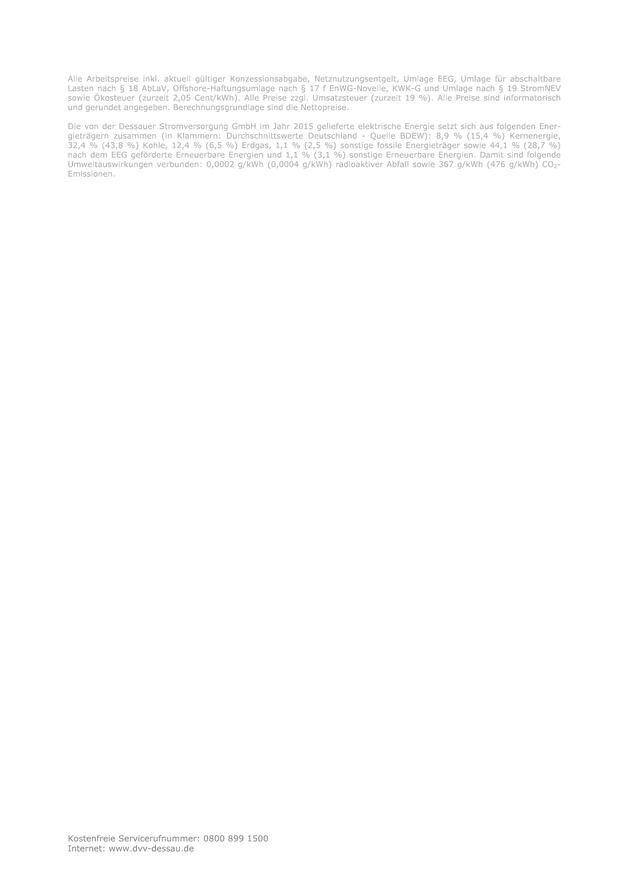 Alle Arbeitspreise inkl. aktuell gültiger Konzessionsabgabe, Netznutzungsentgelt, Umlage EEG, Umlage für abschaltbare
Lasten nach § 18 AbLaV, Offshore-Haftungsumlage nach § 17 f EnWG-Novelle, KWK-G und Umlage nach § 19 StromNEV
sowie Ökosteuer (zurzeit 2,05 Cent/kWh). Alle Preise zzgl. Umsatzsteuer (zurzeit 19 %). Alle Preise sind informatorisch
und gerundet angegeben. Berechnungsgrundlage sind die Nettopreise.
Die von der Dessauer Stromversorgung GmbH im Jahr 2015 gelieferte elektrische Energie setzt sich aus folgenden Ener-
gieträgern zusammen (in Klammern: Durchschnittswerte Deutschland - Quelle BDEW): 8,9 % (15,4 %) Kernenergie,
32,4 % (43,8 %) Kohle, 12,4 % (6,5 %) Erdgas, 1,1 % (2,5 %) sonstige fossile Energieträger sowie 44,1 % (28,7 %)
nach dem EEG geförderte Erneuerbare Energien und 1,1 % (3,1 %) sonstige Erneuerbare Energien. Damit sind folgende
Umweltauswirkungen verbunden: 0,0002 g/kWh (0,0004 g/kWh) radioaktiver Abfall sowie 367 g/kWh (476 g/kWh) CO₂-
Emissionen.
Kostenfreie Servicerufnummer: 0800 899 1500
Internet: www.dvv-dessau.de